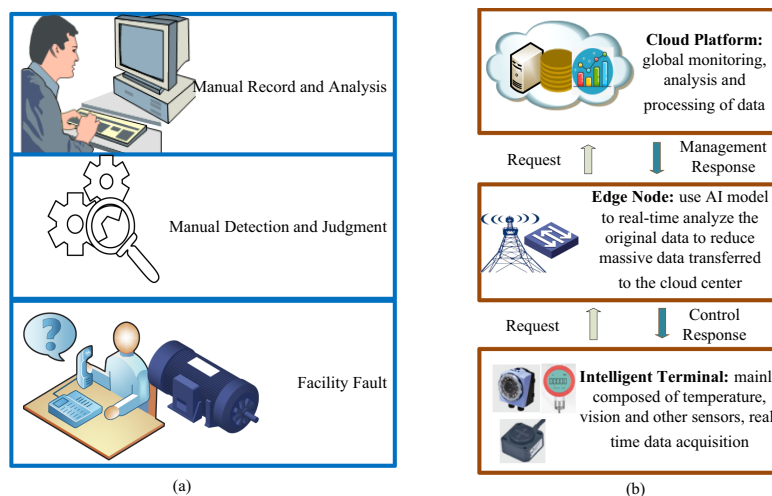 Manual Record and Analysis
Manual Detection and Judgment
?
Facility Fault
(a)
Cloud Platform:
global monitoring,
analysis and
processing of data
Request
Management
Response
Edge Node: use AI model
to real-time analyze the
original data to reduce
massive data transferred
to the cloud center
Request
Control
Response
Intelligent Terminal: mainl
composed of temperature,
vision and other sensors, real
time data acquisition
(b)